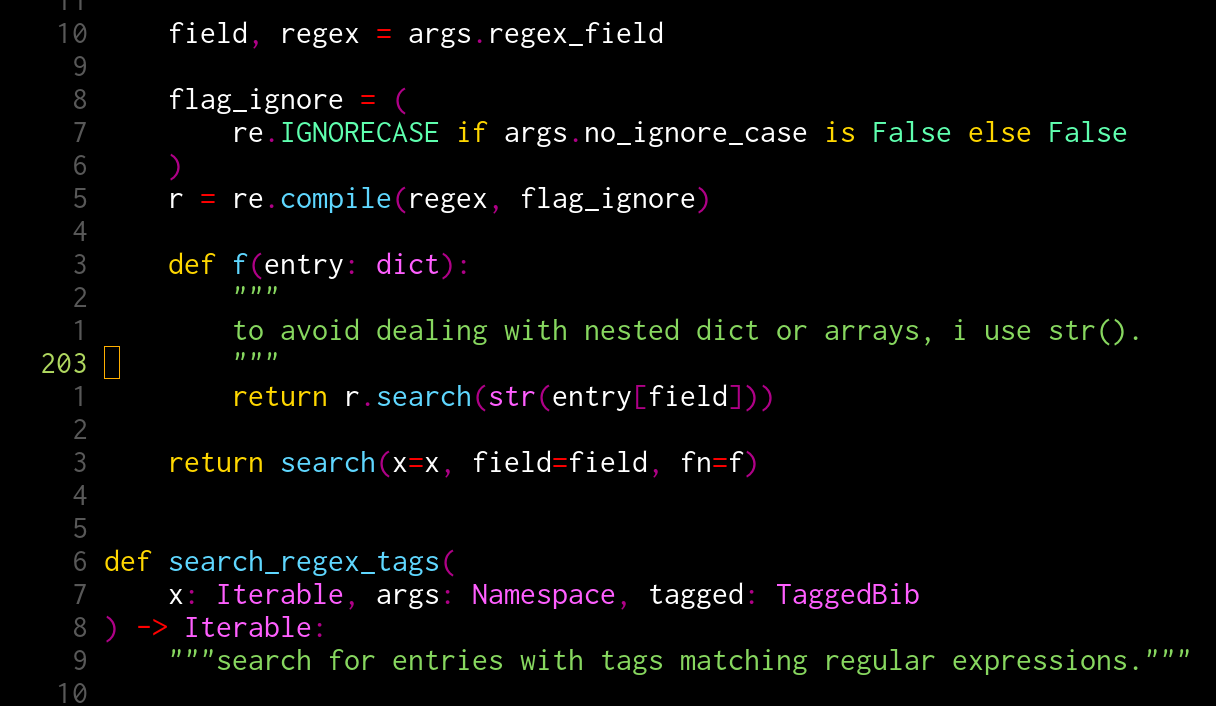 11
10     field, regex = args.regex_field
9
8     flag_ignore = (
7         re.IGNORECASE if args.no_ignore_case is False else False
6     )
5     r = re.compile(regex, flag_ignore)
4
3     def f(entry: dict):
2         """
1         to avoid dealing with nested dict or arrays, i use str().
203         """
1         return r.search(str(entry[field]))
2
3     return search(x=x, field=field, fn=f)
4
5
6 def search_regex_tags(
7     x: Iterable, args: Namespace, tagged: TaggedBib
8 ) -> Iterable:
9     """search for entries with tags matching regular expressions."""
10